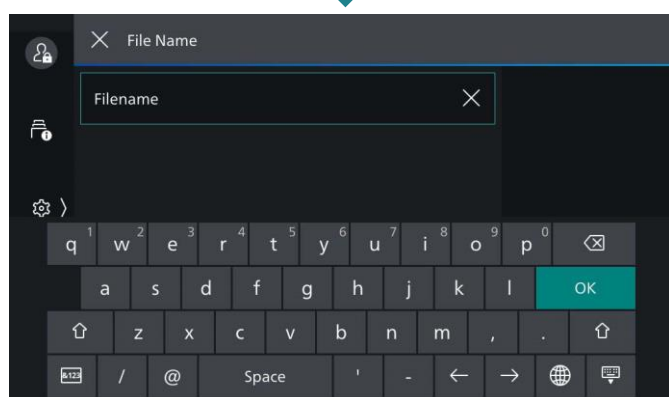 File Name
Filename
q 1 w 2 e 3 r 4 t 5 y 6 u 7 i 8 o 9 p 0
a s d f g h j k l OK
z x c v b n m , .
&123 / @ Space ' -